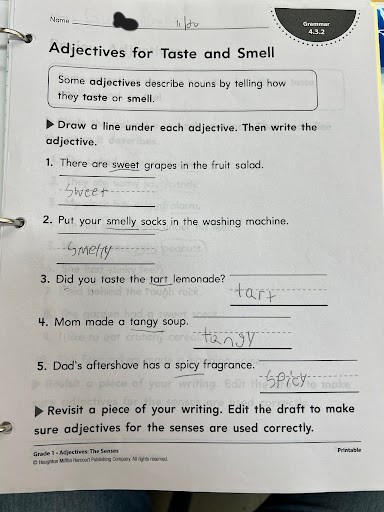 Name 11/20
Grammar
4.3.2
Adjectives for Taste and Smell
Some adjectives describe nouns by telling how
they taste or smell.
▶ Draw a line under each adjective. Then write the
adjective.
1. There are sweet grapes in the fruit salad.
Sweet
2. Put your smelly socks in the washing machine.
Smelly
3. Did you taste the tart lemonade?
tart
4. Mom made a tangy soup.
tangy
5. Dad's aftershave has a spicy fragrance.
Spicy
▶ Revisit a piece of your writing. Edit the draft to make
sure adjectives for the senses are used correctly.
Grade 1 • Adjectives: The Senses Printable
© Houghton Mifflin Harcourt Publishing Company. All rights reserved.